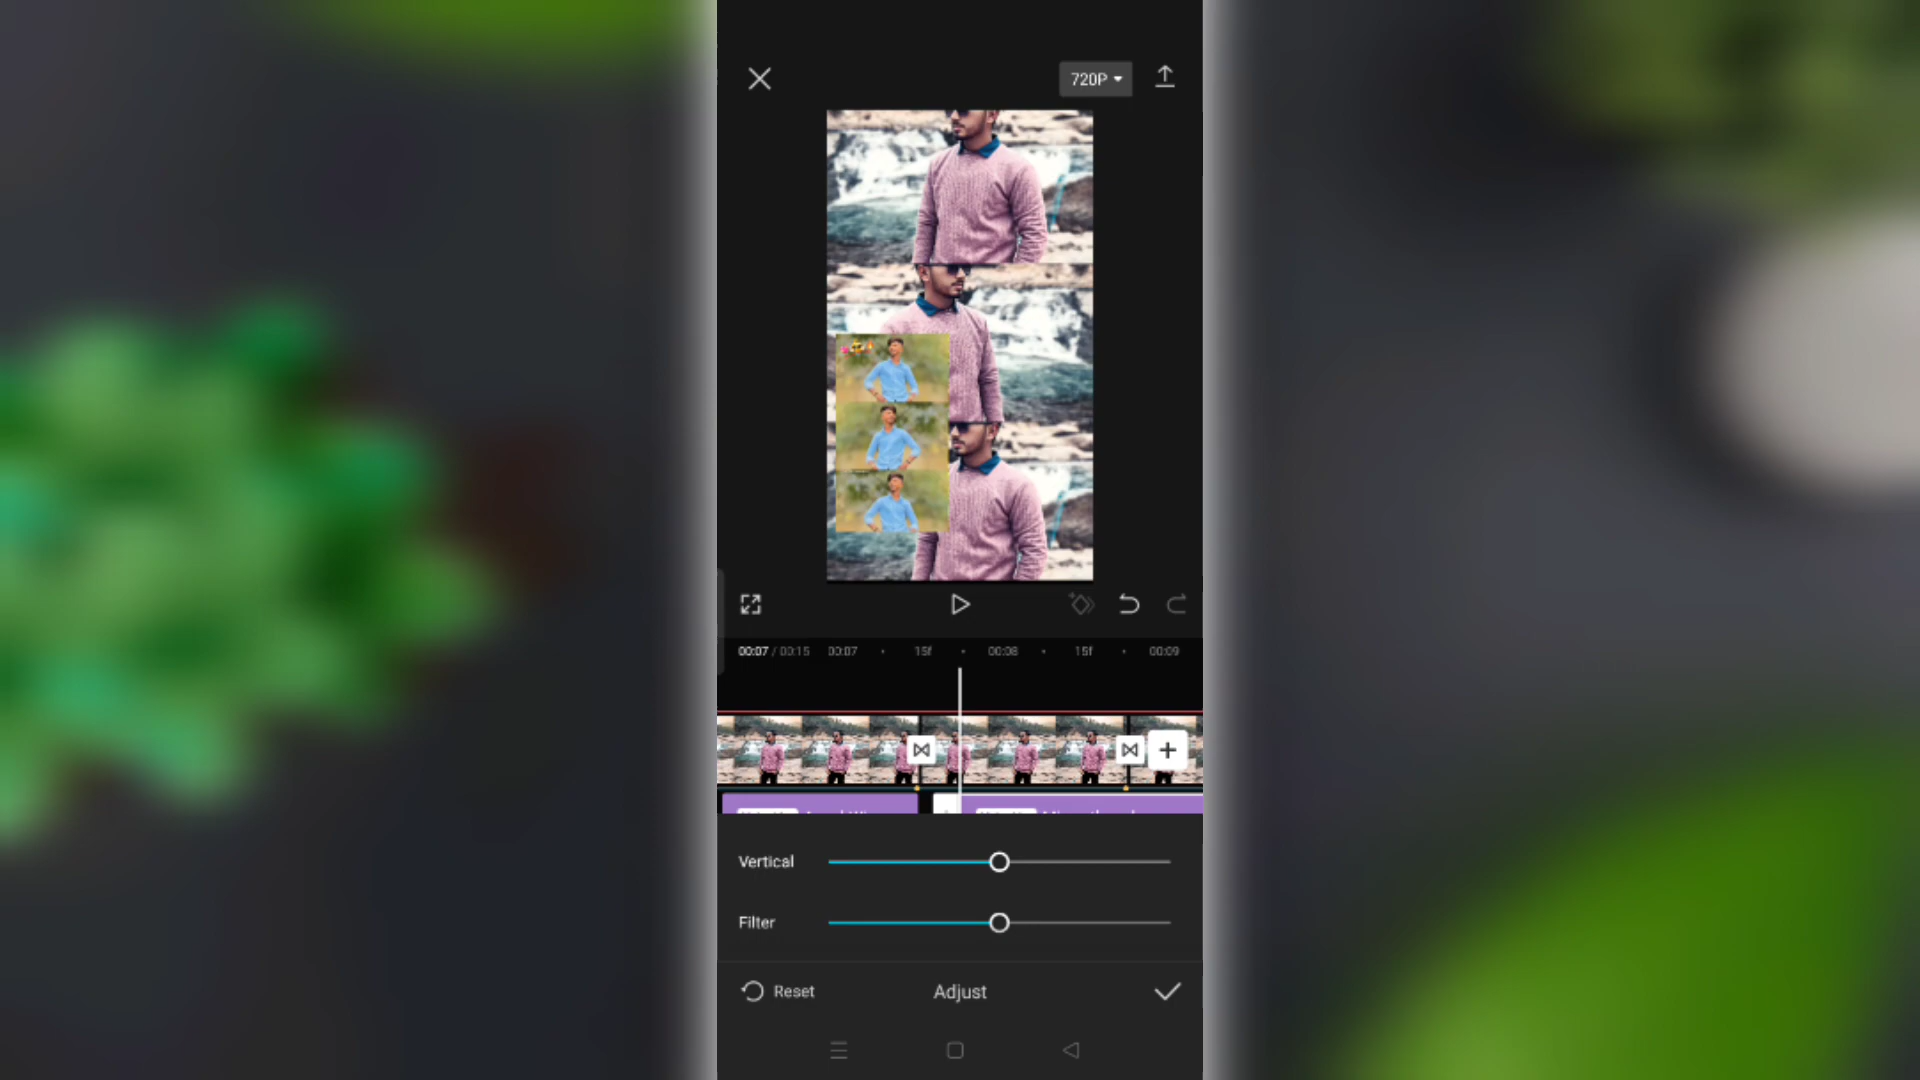 720P
00:07 / 00:15 00:07 15f 00:08 15f 00:09
Vertical
Filter
Reset Adjust